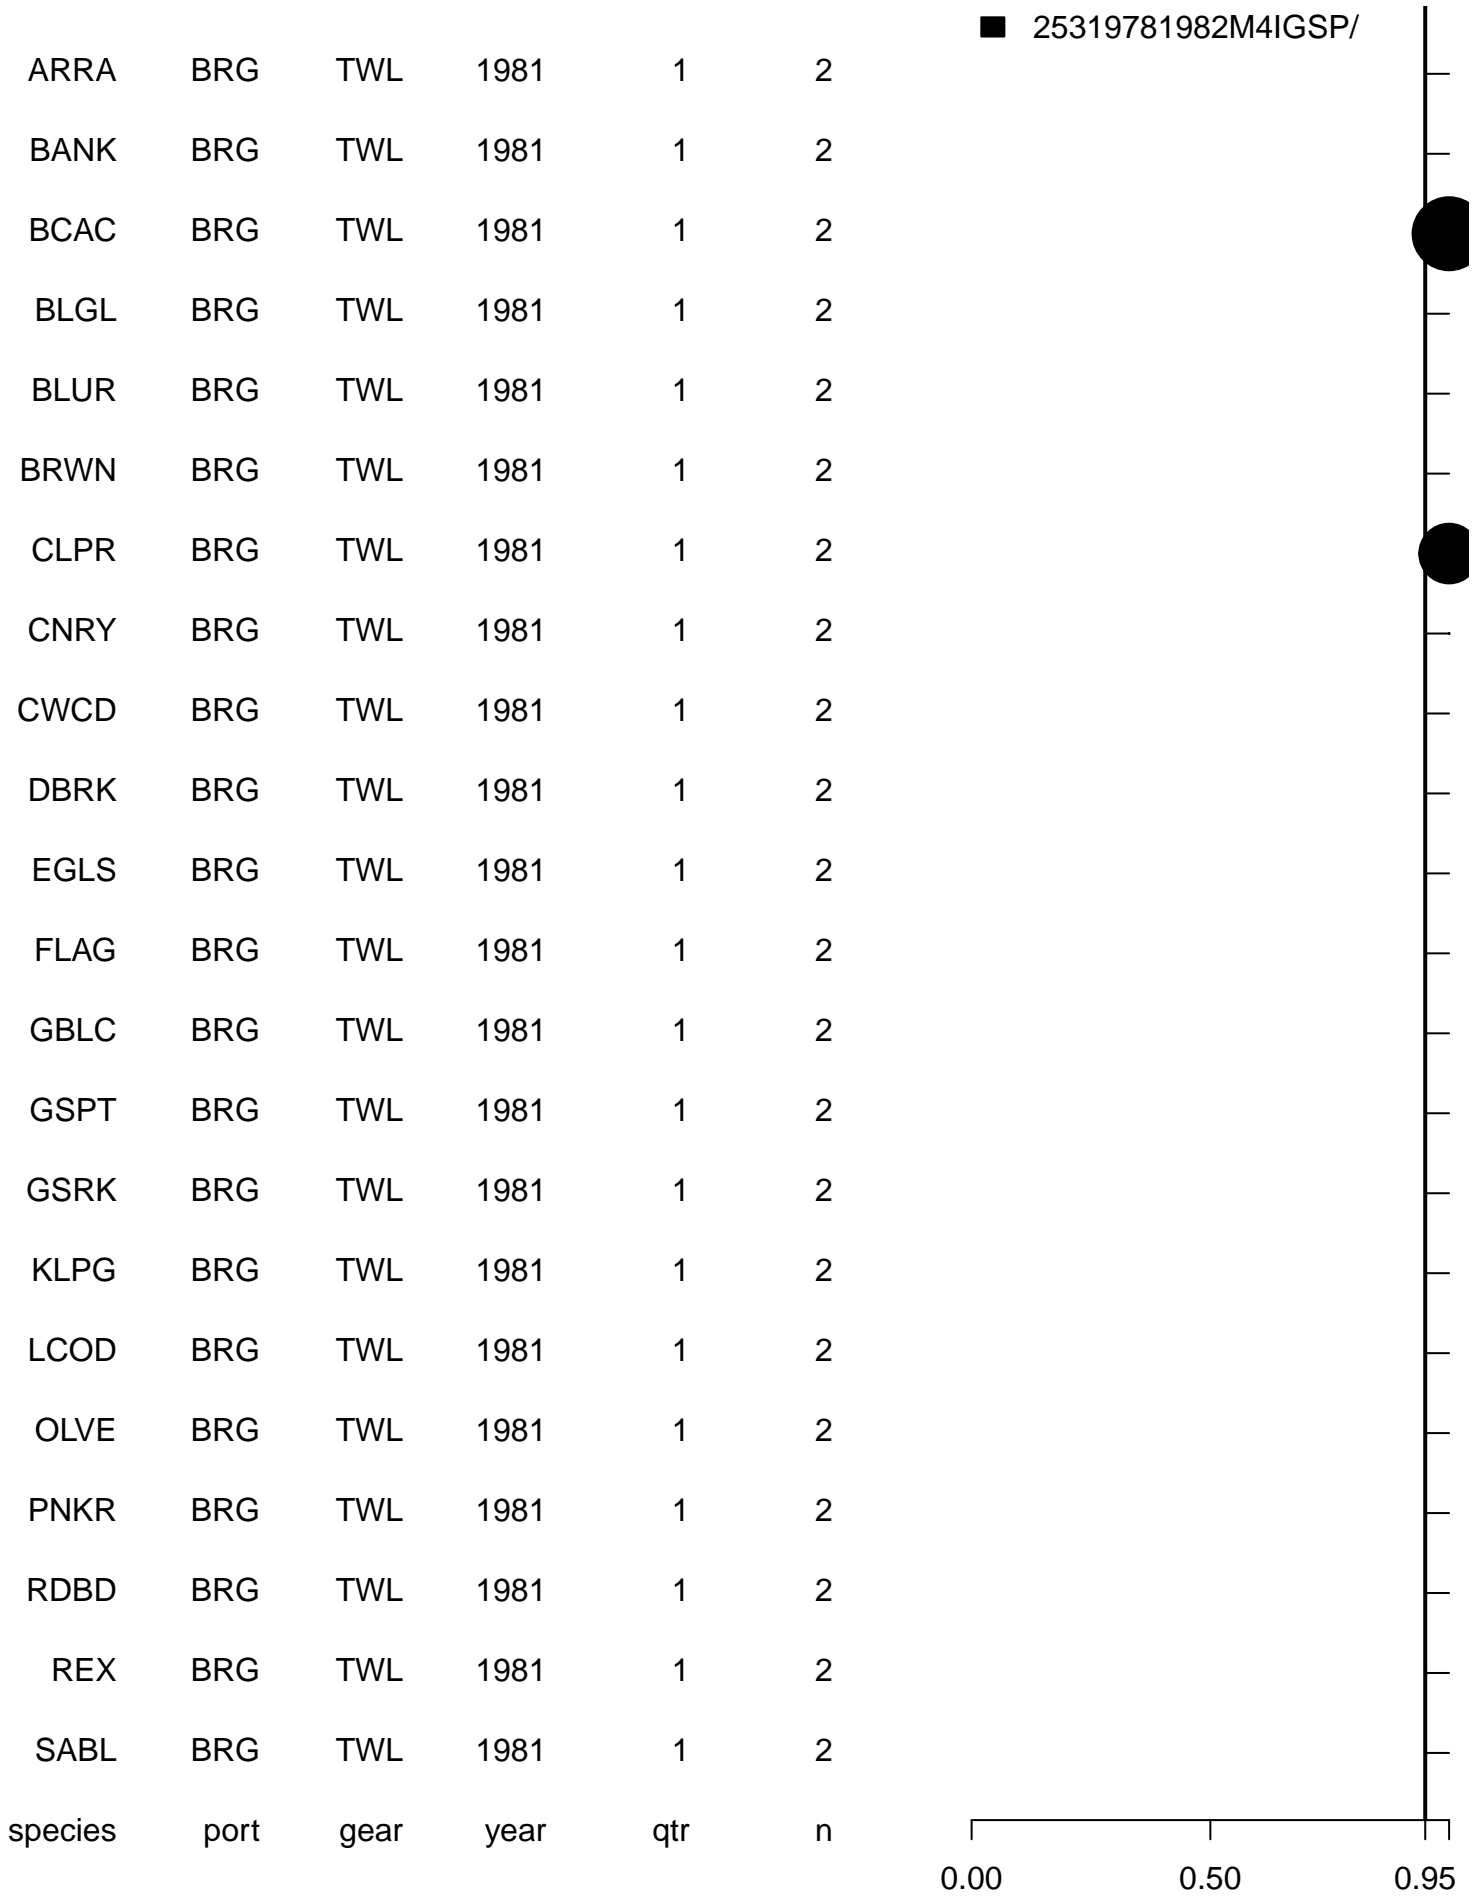 25319781982M4IGSP/
ARRA BRG TWL 1981 1 2
BANK BRG TWL 1981 1 2
BCAC BRG TWL 1981 1 2
BLGL BRG TWL 1981 1 2
BLUR BRG TWL 1981 1 2
BRWN BRG TWL 1981 1 2
CLPR BRG TWL 1981 1 2
CNRY BRG TWL 1981 1 2
CWCD BRG TWL 1981 1 2
DBRK BRG TWL 1981 1 2
EGLS BRG TWL 1981 1 2
FLAG BRG TWL 1981 1 2
GBLC BRG TWL 1981 1 2
GSPT BRG TWL 1981 1 2
GSRK BRG TWL 1981 1 2
KLPG BRG TWL 1981 1 2
LCOD BRG TWL 1981 1 2
OLVE BRG TWL 1981 1 2
PNKR BRG TWL 1981 1 2
RDBD BRG TWL 1981 1 2
REX BRG TWL 1981 1 2
SABL BRG TWL 1981 1 2
species port gear year qtr n
0.00 0.50 0.95